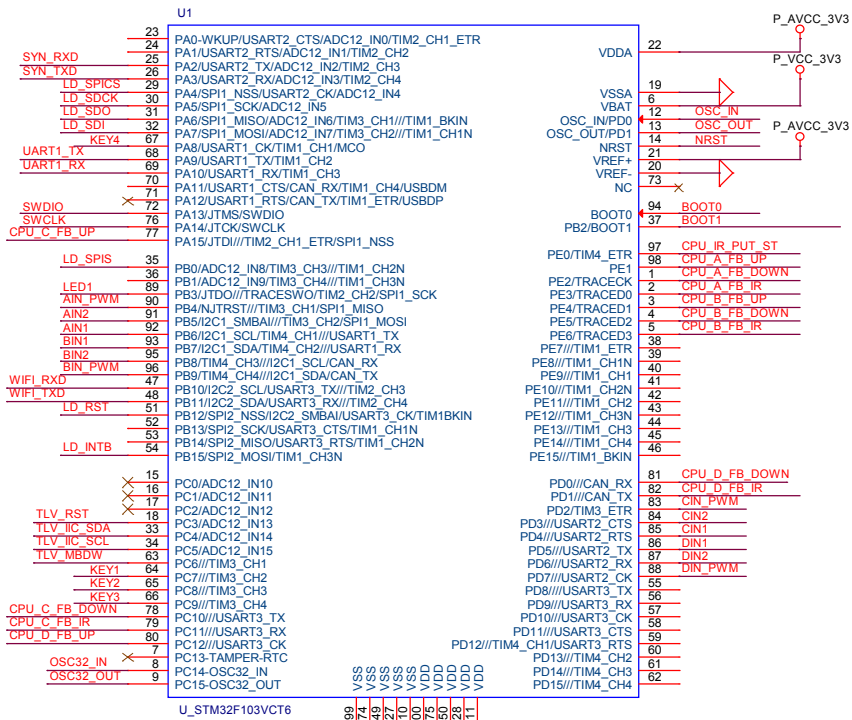 U1
23 PA0-WKUP/USART2_CTS/ADC12_IN0/TIM2_CH1_ETR
24 PA1/USART2_RTS/ADC12_IN1/TIM2_CH2
SYN_RXD 25 PA2/USART2_TX/ADC12_IN2/TIM2_CH3
SYN_TXD 26 PA3/USART2_RX/ADC12_IN3/TIM2_CH4
LD_SPICS 29 PA4/SPI1_NSS/USART2_CK/ADC12_IN4
LD_SDCK 30 PA5/SPI1_SCK/ADC12_IN5
LD_SDO 31 PA6/SPI1_MISO/ADC12_IN6/TIM3_CH1///TIM1_BKIN
LD_SDI 32 PA7/SPI1_MOSI/ADC12_IN7/TIM3_CH2///TIM1_CH1N
KEY4 67 PA8/USART1_CK/TIM1_CH1/MCO
UART1_TX 68 PA9/USART1_TX/TIM1_CH2
UART1_RX 69 PA10/USART1_RX/TIM1_CH3
70 PA11/USART1_CTS/CAN_RX/TIM1_CH4/USBDM
71 PA12/USART1_RTS/CAN_TX/TIM1_ETR/USBDP
SWDIO 72 PA13/JTMS/SWDIO
SWCLK 76 PA14/JTCK/SWCLK
CPU_C_FB_UP 77 PA15/JTDI///TIM2_CH1_ETR/SPI1_NSS
LD_SPIS 35 PB0/ADC12_IN8/TIM3_CH3///TIM1_CH2N
36 PB1/ADC12_IN9/TIM3_CH4///TIM1_CH3N
LED1 89 PB3/JTDO///TRACESWO/TIM2_CH2/SPI1_SCK
AIN_PWM 90 PB4/NJTRST///TIM3_CH1/SPI1_MISO
AIN2 91 PB5/I2C1_SMBAI///TIM3_CH2/SPI1_MOSI
AIN1 92 PB6/I2C1_SCL/TIM4_CH1///USART1_TX
BIN1 93 PB7/I2C1_SDA/TIM4_CH2///USART1_RX
BIN2 95 PB8/TIM4_CH3///I2C1_SCL/CAN_RX
BIN_PWM 96 PB9/TIM4_CH4///I2C1_SDA/CAN_TX
WIFI_RXD 47 PB10/I2C2_SCL/USART3_TX///TIM2_CH3
WIFI_TXD 48 PB11/I2C2_SDA/USART3_RX///TIM2_CH4
LD_RST 51 PB12/SPI2_NSS/I2C2_SMBAI/USART3_CK/TIM1BKIN
52 PB13/SPI2_SCK/USART3_CTS/TIM1_CH1N
53 PB14/SPI2_MISO/USART3_RTS/TIM1_CH2N
LD_INTB 54 PB15/SPI2_MOSI/TIM1_CH3N
15 PC0/ADC12_IN10
16 PC1/ADC12_IN11
17 PC2/ADC12_IN12
TLV_RST 18 PC3/ADC12_IN13
TLV_IIC_SDA 33 PC4/ADC12_IN14
TLV_IIC_SCL 34 PC5/ADC12_IN15
TLV_MBDW 63 PC6///TIM3_CH1
KEY1 64 PC7///TIM3_CH2
KEY2 65 PC8///TIM3_CH3
KEY3 66 PC9///TIM3_CH4
CPU_C_FB_DOWN 78 PC10///USART3_TX
CPU_C_FB_IR 79 PC11///USART3_RX
CPU_D_FB_UP 80 PC12///USART3_CK
7 PC13-TAMPER-RTC
OSC32_IN 8 PC14-OSC32_IN
OSC32_OUT 9 PC15-OSC32_OUT
P_AVCC_3V3
VDDA 22
P_VCC_3V3
VSSA 19
VBAT 6
OSC_IN/PD0 12 OSC_IN
OSC_OUT/PD1 13 OSC_OUT
P_AVCC_3V3
NRST 14 NRST
VREF+ 21
VREF- 20
NC 73
BOOT0 94 BOOT0
PB2/BOOT1 37 BOOT1
PE0/TIM4_ETR 97 CPU_IR_PUT_ST
PE1 98 CPU_A_FB_UP
PE2/TRACECK 1 CPU_A_FB_DOWN
PE3/TRACED0 2 CPU_A_FB_IR
PE4/TRACED1 3 CPU_B_FB_UP
PE5/TRACED2 4 CPU_B_FB_DOWN
PE6/TRACED3 5 CPU_B_FB_IR
PE7///TIM1_ETR 38
PE8///TIM1_CH1N 39
PE9///TIM1_CH1 40
PE10///TIM1_CH2N 41
PE11///TIM1_CH2 42
PE12///TIM1_CH3N 43
PE13///TIM1_CH3 44
PE14///TIM1_CH4 45
PE15///TIM1_BKIN 46
PD0///CAN_RX 81 CPU_D_FB_DOWN
PD1///CAN_TX 82 CPU_D_FB_IR
PD2/TIM3_ETR 83 CIN_PWM
PD3///USART2_CTS 84 CIN2
PD4///USART2_RTS 85 CIN1
PD5///USART2_TX 86 DIN1
PD6///USART2_RX 87 DIN2
PD7///USART2_CK 88 DIN_PWM
PD8///USART3_TX 55
PD9///USART3_RX 56
PD10///USART3_CK 57
PD11///USART3_CTS 58
PD12///TIM4_CH1/USART3_RTS 59
PD13///TIM4_CH2 60
PD14///TIM4_CH3 61
PD15///TIM4_CH4 62
VSS VSS VSS VSS VSS VDD VDD VDD VDD VDD
99 74 49 27 10 00 75 50 28 11
U_STM32F103VCT6